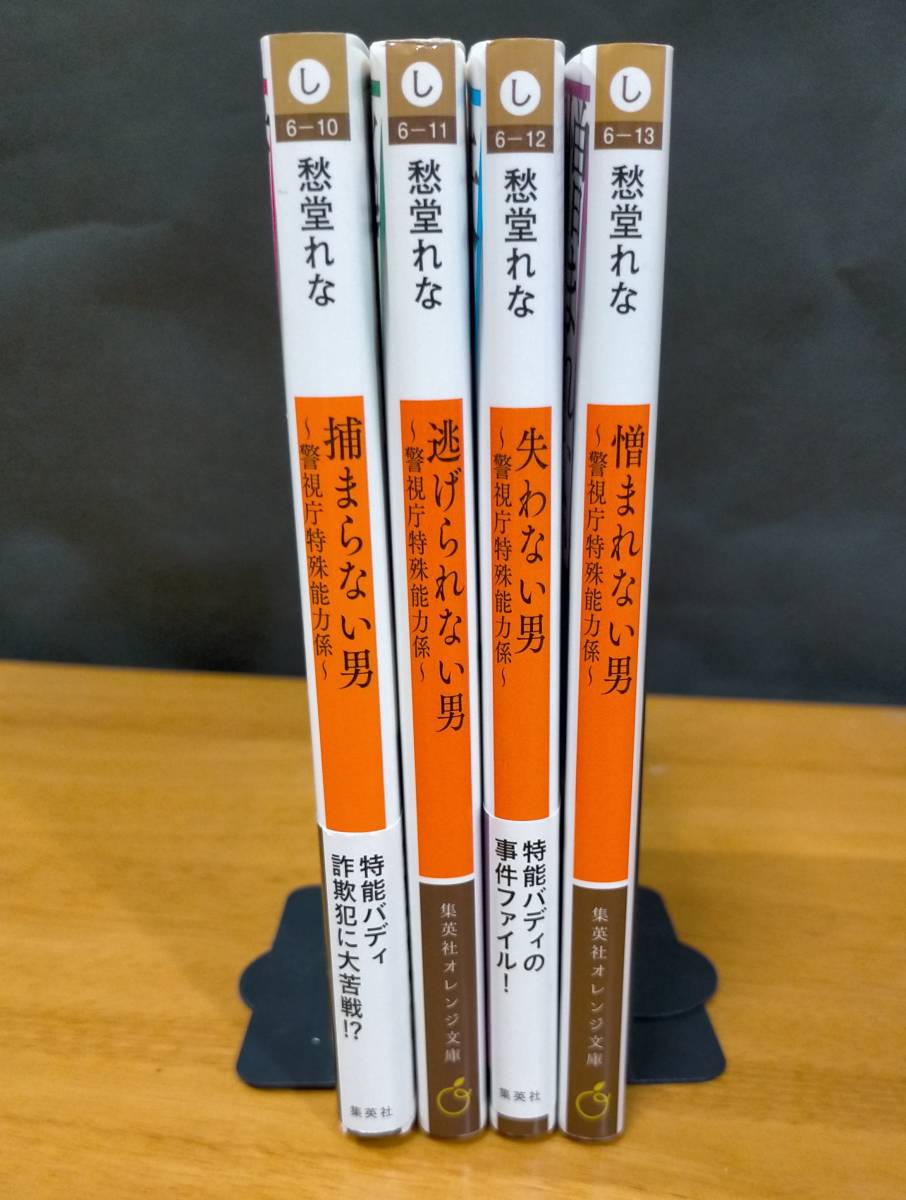 し
6-10
愁堂れな
捕まらない男
～警視庁特殊能力係～
特能バディ
詐欺犯に大苦戦!?
集英社
し
6-11
愁堂れな
逃げられない男
～警視庁特殊能力係～
集英社オレンジ文庫
し
6-12
愁堂れな
失わない男
～警視庁特殊能力係～
特能バディの
事件ファイル！
集英社
し
6-13
愁堂れな
憎まれない男
～警視庁特殊能力係～
集英社オレンジ文庫